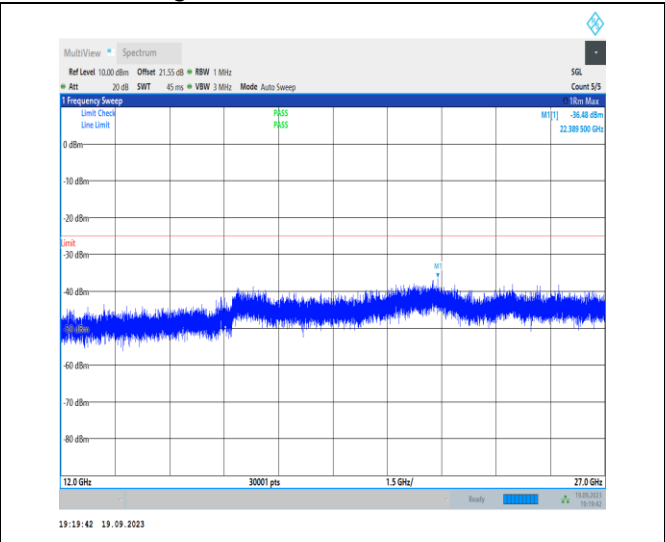 MultiView Spectrum
Ref Level 10.00 dBm Offset 21.55 dB RBW 1 MHz SGL
Att 20 dB SWT 45 ms VBW 3 MHz Mode Auto Sweep Count 5/5
1 Frequency Sweep 1Rm Max
Limit Check PASS M1[1] -36.48 dBm
Line Limit PASS 22.389 500 GHz
0 dBm
-10 dBm
-20 dBm
Limit
-30 dBm
M1
-40 dBm
-50 dBm
-60 dBm
-70 dBm
-80 dBm
12.0 GHz 30001 pts 1.5 GHz/ 27.0 GHz
Ready 19.09.2023
19:19:42
19:19:42 19.09.2023